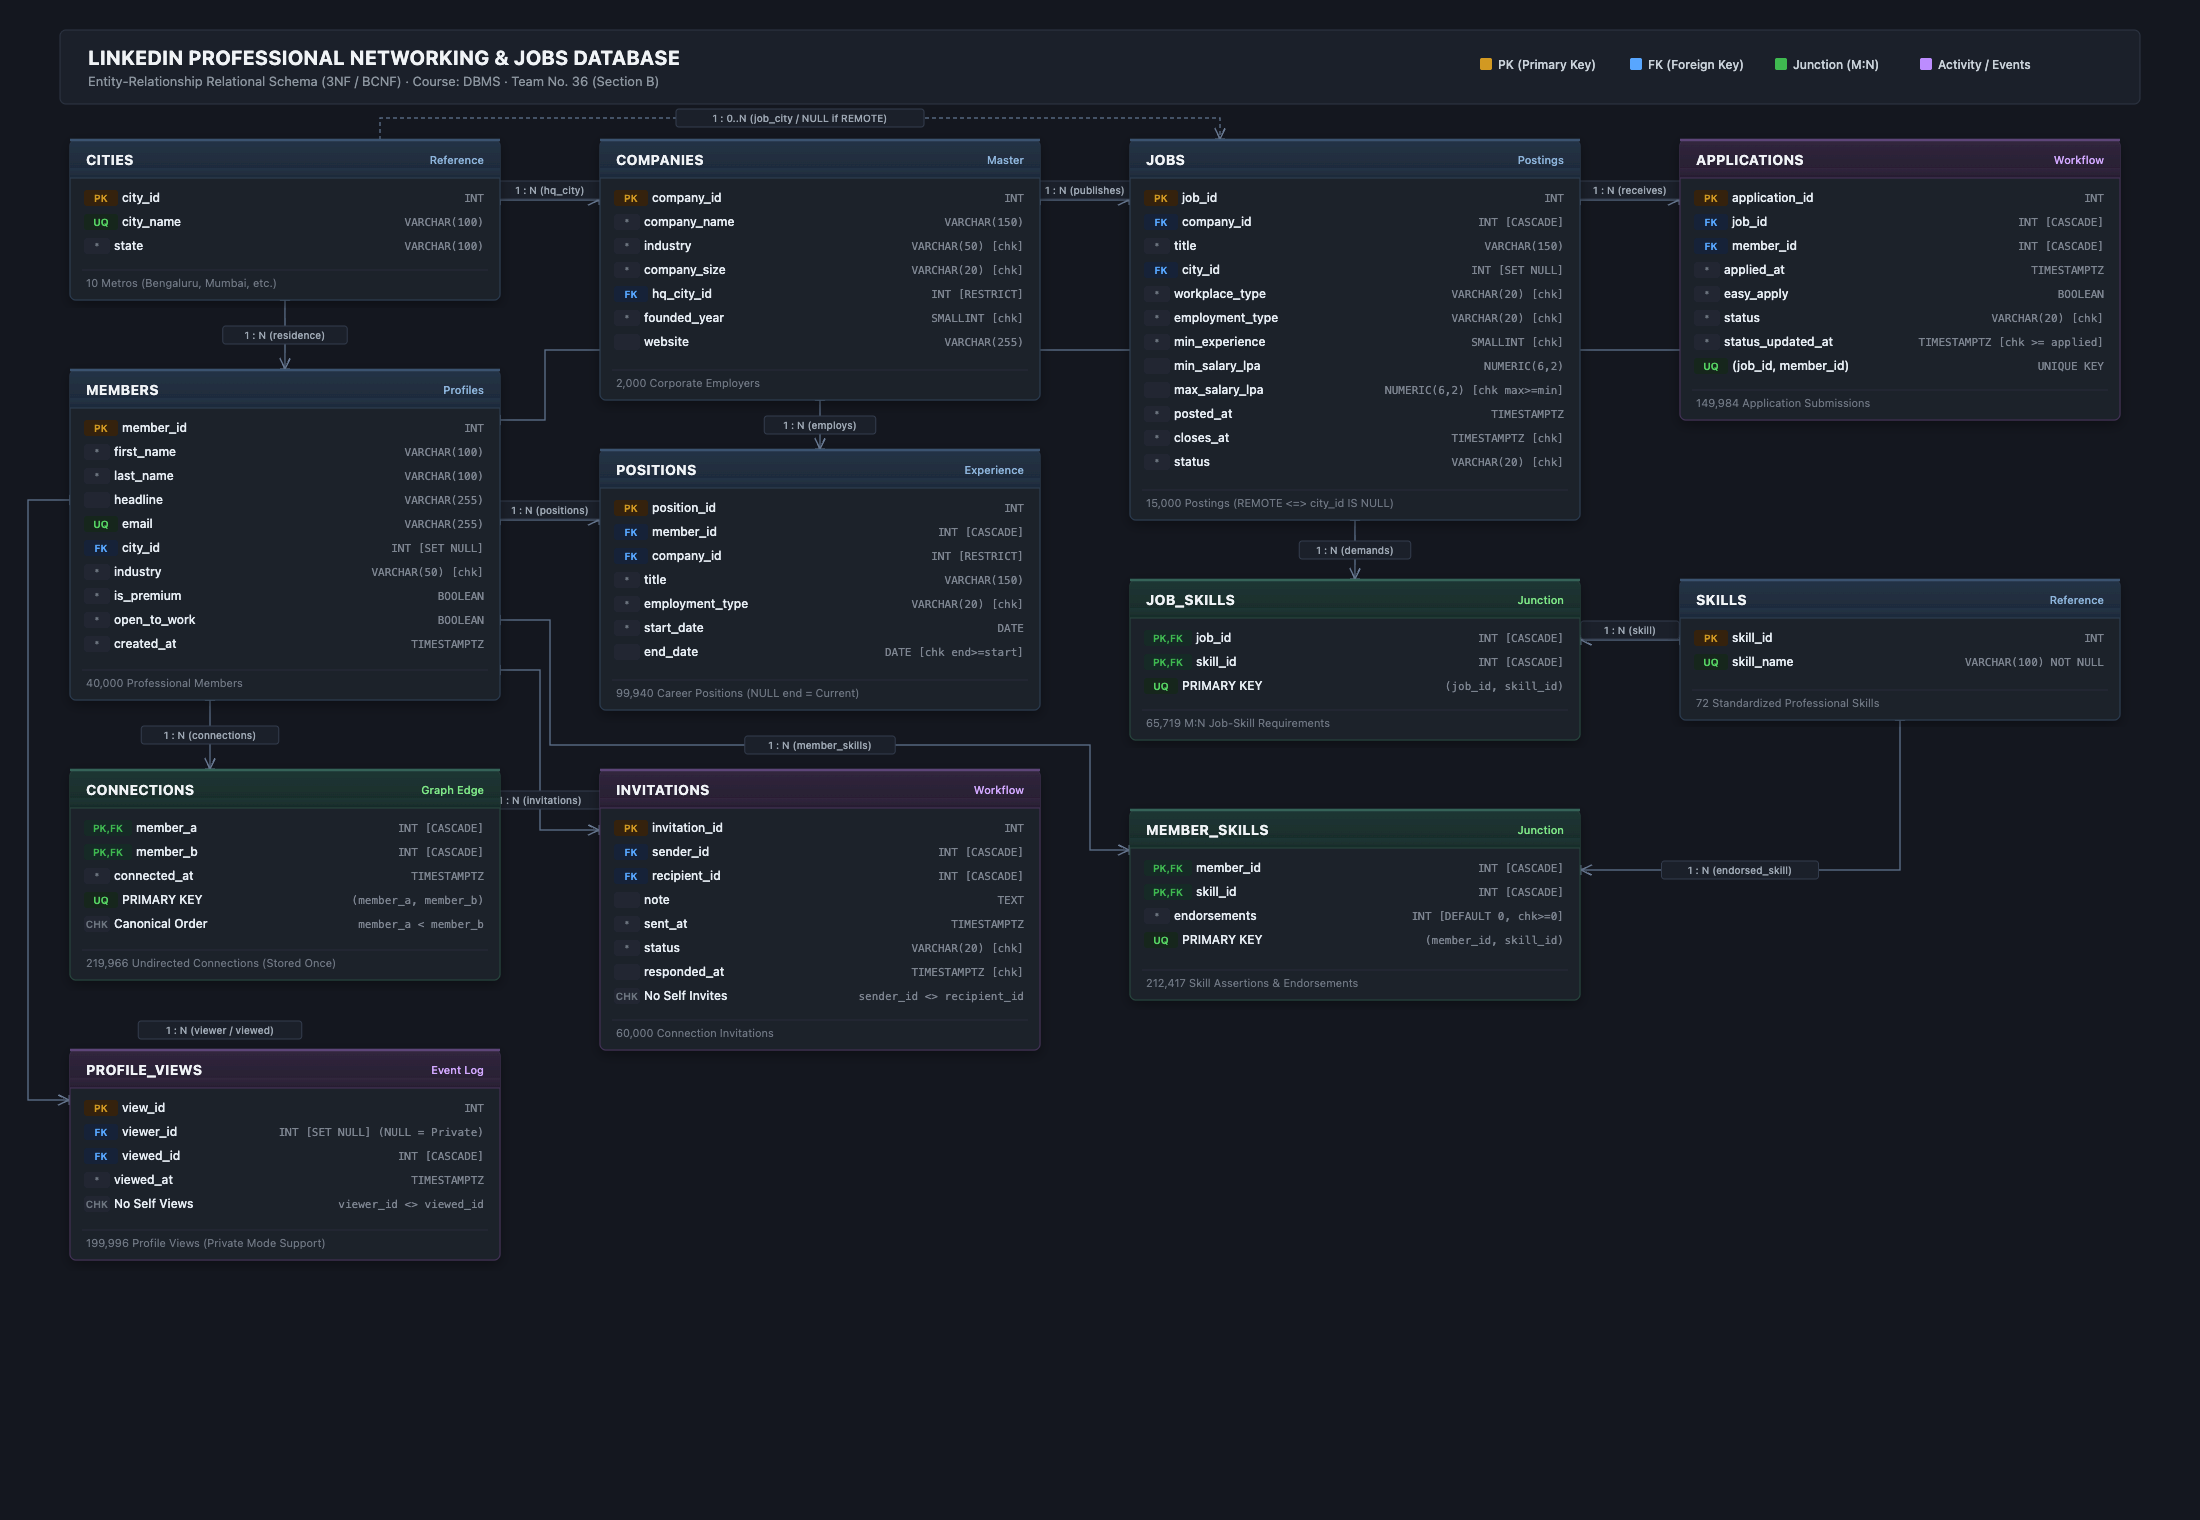 LINKEDIN PROFESSIONAL NETWORKING & JOBS DATABASE
Entity-Relationship Relational Schema (3NF / BCNF) · Course: DBMS · Team No. 36 (Section B)
PK (Primary Key)
FK (Foreign Key)
Junction (M:N)
Activity / Events
1 : 0..N (job_city / NULL if REMOTE)
CITIES Reference
PK city_id INT
UQ city_name VARCHAR(100)
* state VARCHAR(100)
10 Metros (Bengaluru, Mumbai, etc.)
1 : N (hq_city)
COMPANIES Master
PK company_id INT
* company_name VARCHAR(150)
* industry VARCHAR(50) [chk]
* company_size VARCHAR(20) [chk]
FK hq_city_id INT [RESTRICT]
* founded_year SMALLINT [chk]
website VARCHAR(255)
2,000 Corporate Employers
1 : N (publishes)
JOBS Postings
PK job_id INT
FK company_id INT [CASCADE]
* title VARCHAR(150)
FK city_id INT [SET NULL]
* workplace_type VARCHAR(20) [chk]
* employment_type VARCHAR(20) [chk]
* min_experience SMALLINT [chk]
min_salary_lpa NUMERIC(6,2)
max_salary_lpa NUMERIC(6,2) [chk max>=min]
* posted_at TIMESTAMPTZ
* closes_at TIMESTAMPTZ [chk]
* status VARCHAR(20) [chk]
15,000 Postings (REMOTE <=> city_id IS NULL)
1 : N (receives)
APPLICATIONS Workflow
PK application_id INT
FK job_id INT [CASCADE]
FK member_id INT [CASCADE]
* applied_at TIMESTAMPTZ
* easy_apply BOOLEAN
* status VARCHAR(20) [chk]
* status_updated_at TIMESTAMPTZ [chk >= applied]
UQ (job_id, member_id) UNIQUE KEY
149,984 Application Submissions
1 : N (residence)
MEMBERS Profiles
PK member_id INT
* first_name VARCHAR(100)
* last_name VARCHAR(100)
headline VARCHAR(255)
UQ email VARCHAR(255)
FK city_id INT [SET NULL]
* industry VARCHAR(50) [chk]
* is_premium BOOLEAN
* open_to_work BOOLEAN
* created_at TIMESTAMPTZ
40,000 Professional Members
1 : N (employs)
1 : N (positions)
POSITIONS Experience
PK position_id INT
FK member_id INT [CASCADE]
FK company_id INT [RESTRICT]
* title VARCHAR(150)
* employment_type VARCHAR(20) [chk]
* start_date DATE
end_date DATE [chk end>=start]
99,940 Career Positions (NULL end = Current)
1 : N (demands)
JOB_SKILLS Junction
PK,FK job_id INT [CASCADE]
PK,FK skill_id INT [CASCADE]
UQ PRIMARY KEY (job_id, skill_id)
65,719 M:N Job-Skill Requirements
1 : N (skill)
SKILLS Reference
PK skill_id INT
UQ skill_name VARCHAR(100) NOT NULL
72 Standardized Professional Skills
1 : N (connections)
1 : N (member_skills)
CONNECTIONS Graph Edge
PK,FK member_a INT [CASCADE]
PK,FK member_b INT [CASCADE]
* connected_at TIMESTAMPTZ
UQ PRIMARY KEY (member_a, member_b)
CHK Canonical Order member_a < member_b
219,966 Undirected Connections (Stored Once)
1 : N (invitations)
INVITATIONS Workflow
PK invitation_id INT
FK sender_id INT [CASCADE]
FK recipient_id INT [CASCADE]
note TEXT
* sent_at TIMESTAMPTZ
* status VARCHAR(20) [chk]
responded_at TIMESTAMPTZ [chk]
CHK No Self Invites sender_id <> recipient_id
60,000 Connection Invitations
MEMBER_SKILLS Junction
PK,FK member_id INT [CASCADE]
PK,FK skill_id INT [CASCADE]
* endorsements INT [DEFAULT 0, chk>=0]
UQ PRIMARY KEY (member_id, skill_id)
212,417 Skill Assertions & Endorsements
1 : N (endorsed_skill)
1 : N (viewer / viewed)
PROFILE_VIEWS Event Log
PK view_id INT
FK viewer_id INT [SET NULL] (NULL = Private)
FK viewed_id INT [CASCADE]
* viewed_at TIMESTAMPTZ
CHK No Self Views viewer_id <> viewed_id
199,996 Profile Views (Private Mode Support)